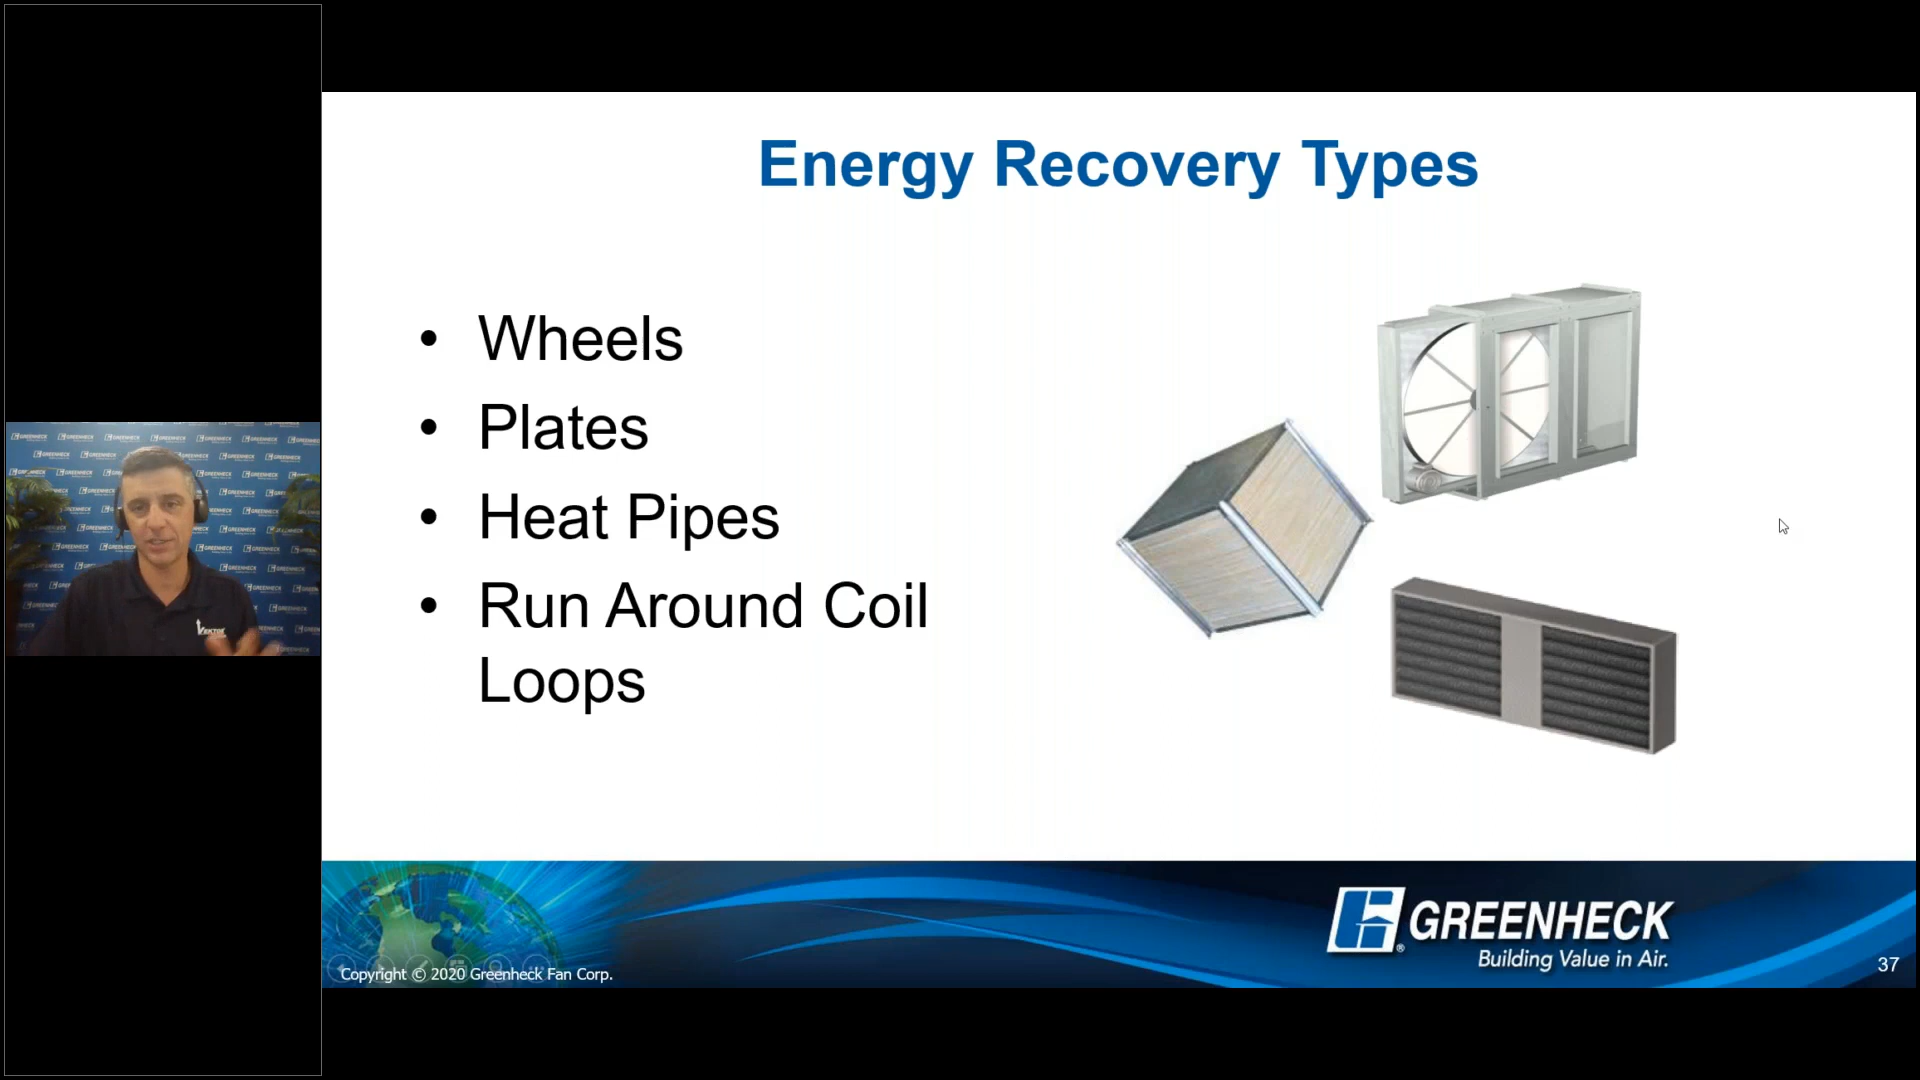 Energy Recovery Types
• Wheels
• Plates
• Heat Pipes
• Run Around Coil
Loops
GREENHECK
Building Value in Air.
Copyright © 2020 Greenheck Fan Corp.
37